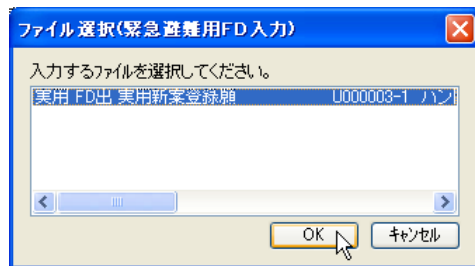 ファイル選択(緊急避難用FD入力)
入力するファイルを選択してください。
実用 FD出 実用新案登録願 U000003-1 ハン
OK キャンセル